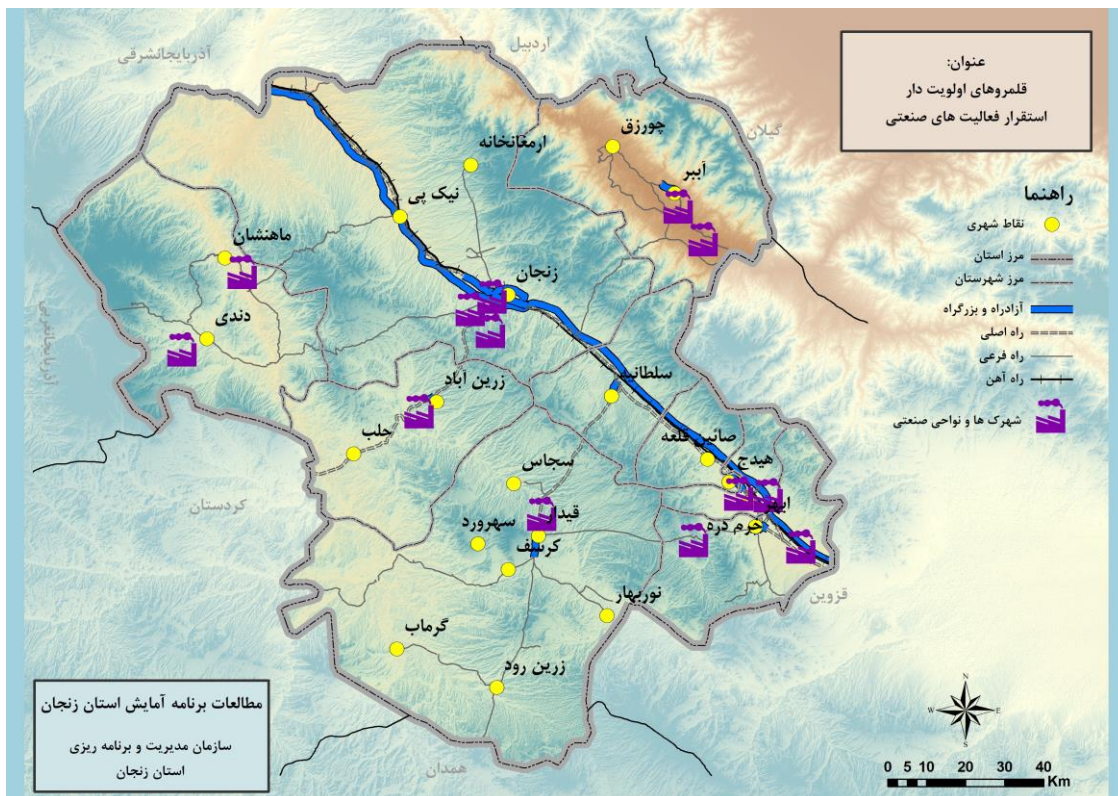 عنوان:
قلمروهای اولویت دار
استقرار فعالیت های صنعتی
راهنما
نقاط شهری
مرز استان
مرز شهرستان
آزادراه و بزرگراه
راه اصلی
راه فرعی
راه آهن
شهرک ها و نواحی صنعتی
اردبیل
آذربایجانشرقی
گیلان
چورزق
ارمغانخانه
آببر
نیک پی
ماهنشان
زنجان
دندی
آذربایجانغربی
سلطانیه
زرین آباد
حلب
صائین قلعه
هیدج
سجاس
ابهر
قیدار
خرم دره
سهرورد
کرسف
کردستان
قزوین
نوربهار
گرماب
زرین رود
همدان
مطالعات برنامه آمایش استان زنجان
سازمان مدیریت و برنامه ریزی
استان زنجان
N
W E
S
0 5 10 20 30 40
Km